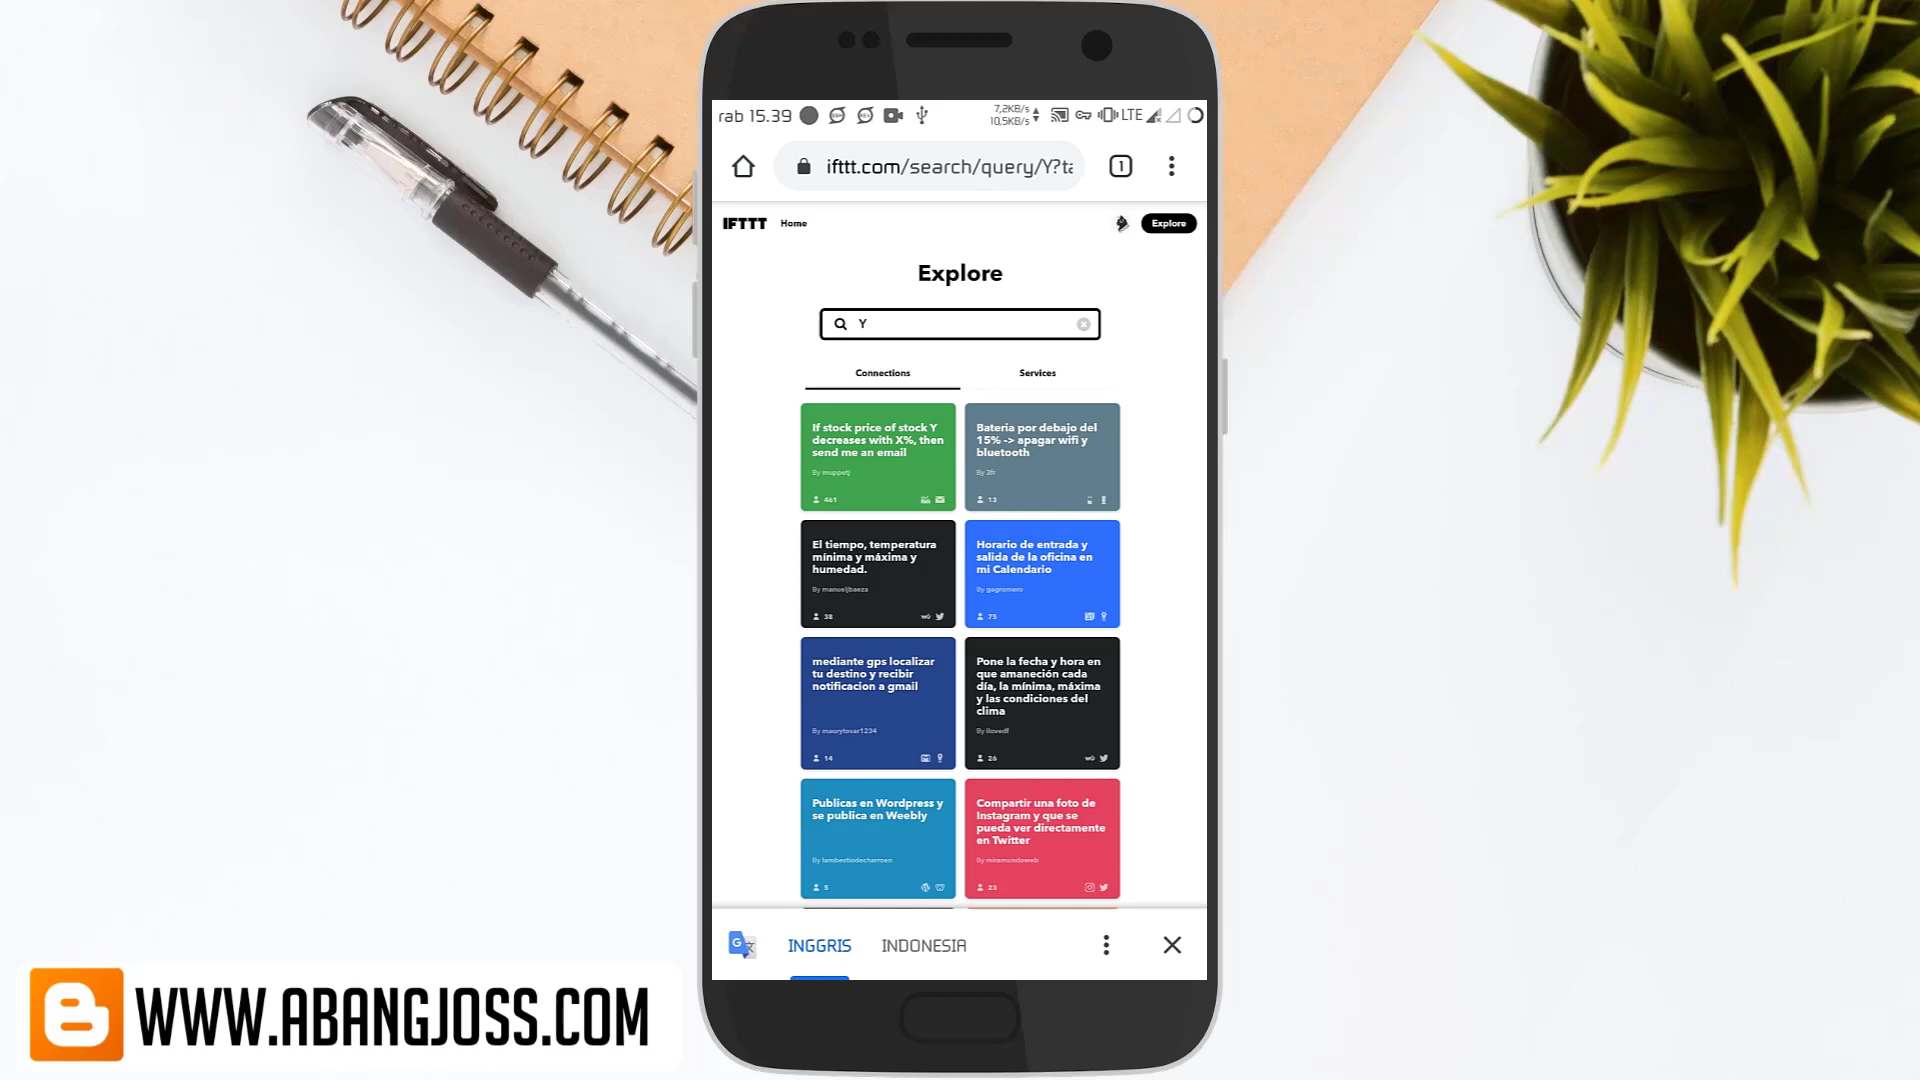 rab 15.39
7,2KB/s
10,5KB/s
LTE
ifttt.com/search/query/Y?ta
1
IFTTT
Home
Explore
Explore
Y
Connections
Services
If stock price of stock Y
decreases with X%, then
send me an email
By muppetj
461
Bateria por debajo del
15% -> apagar wifi y
bluetooth
By 3fr
13
El tiempo, temperatura
mínima y máxima y
humedad.
By manueljbaeza
38
Horario de entrada y
salida de la oficina en
mi Calendario
By gagromero
75
mediante gps localizar
tu destino y recibir
notificacion a gmail
By maurytovar1234
14
Pone la fecha y hora en
que amaneción cada
día, la mínima, máxima
y las condiciones del
clima
By ilovedf
26
Publicas en Wordpress y
se publica en Weebly
By lambestiodecharroen
5
Compartir una foto de
Instagram y que se
pueda ver directamente
en Twitter
By miramundoweb
23
INGGRIS
INDONESIA
WWW.ABANGJOSS.COM